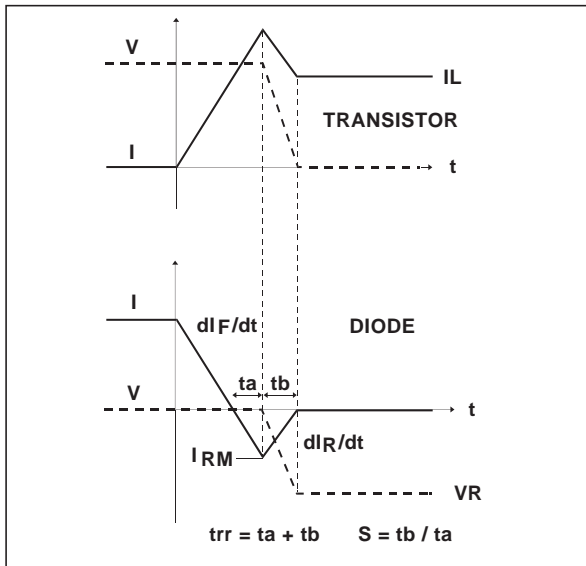 V
IL
TRANSISTOR
I
t
I
dIF/dt
DIODE
ta tb
V
t
dIR/dt
IRM
VR
trr = ta + tb S = tb / ta